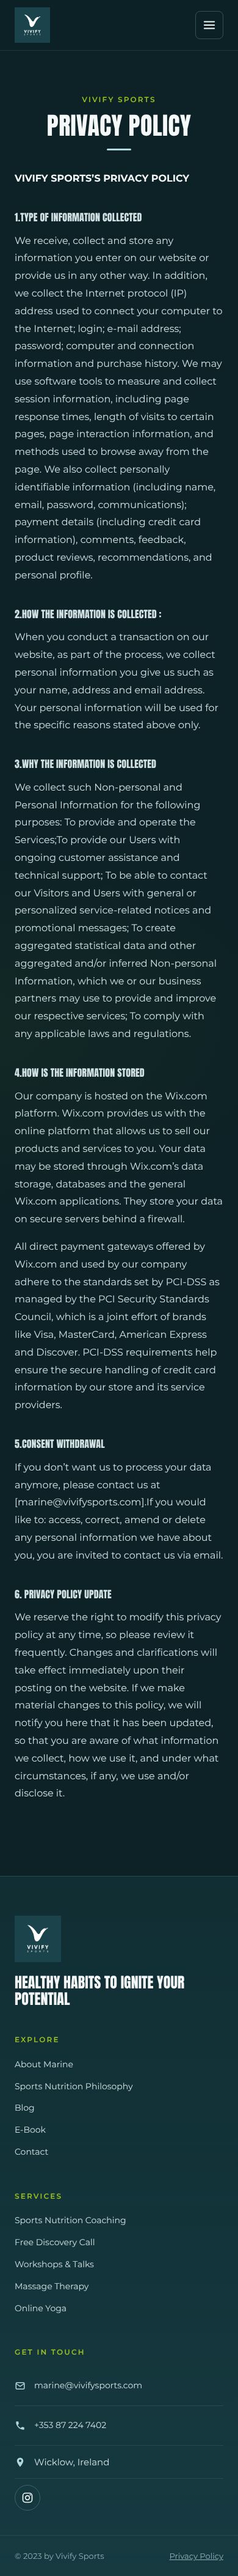 VIVIFY
SPORTS
VIVIFY SPORTS
PRIVACY POLICY
VIVIFY SPORTS'S PRIVACY POLICY
1.TYPE OF INFORMATION COLLECTED
We receive, collect and store any
information you enter on our website or
provide us in any other way. In addition,
we collect the Internet protocol (IP)
address used to connect your computer to
the Internet; login; e-mail address;
password; computer and connection
information and purchase history. We may
use software tools to measure and collect
session information, including page
response times, length of visits to certain
pages, page interaction information, and
methods used to browse away from the
page. We also collect personally
identifiable information (including name,
email, password, communications);
payment details (including credit card
information), comments, feedback,
product reviews, recommendations, and
personal profile.
2.HOW THE INFORMATION IS COLLECTED :
When you conduct a transaction on our
website, as part of the process, we collect
personal information you give us such as
your name, address and email address.
Your personal information will be used for
the specific reasons stated above only.
3.WHY THE INFORMATION IS COLLECTED
We collect such Non-personal and
Personal Information for the following
purposes: To provide and operate the
Services;To provide our Users with
ongoing customer assistance and
technical support; To be able to contact
our Visitors and Users with general or
personalized service-related notices and
promotional messages; To create
aggregated statistical data and other
aggregated and/or inferred Non-personal
Information, which we or our business
partners may use to provide and improve
our respective services; To comply with
any applicable laws and regulations.
4.HOW IS THE INFORMATION STORED
Our company is hosted on the Wix.com
platform. Wix.com provides us with the
online platform that allows us to sell our
products and services to you. Your data
may be stored through Wix.com's data
storage, databases and the general
Wix.com applications. They store your data
on secure servers behind a firewall.
All direct payment gateways offered by
Wix.com and used by our company
adhere to the standards set by PCI-DSS as
managed by the PCI Security Standards
Council, which is a joint effort of brands
like Visa, MasterCard, American Express
and Discover. PCI-DSS requirements help
ensure the secure handling of credit card
information by our store and its service
providers.
5.CONSENT WITHDRAWAL
If you don't want us to process your data
anymore, please contact us at
[marine@vivifysports.com].If you would
like to: access, correct, amend or delete
any personal information we have about
you, you are invited to contact us via email.
6. PRIVACY POLICY UPDATE
We reserve the right to modify this privacy
policy at any time, so please review it
frequently. Changes and clarifications will
take effect immediately upon their
posting on the website. If we make
material changes to this policy, we will
notify you here that it has been updated,
so that you are aware of what information
we collect, how we use it, and under what
circumstances, if any, we use and/or
disclose it.
VIVIFY
SPORTS
HEALTHY HABITS TO IGNITE YOUR
POTENTIAL
EXPLORE
About Marine
Sports Nutrition Philosophy
Blog
E-Book
Contact
SERVICES
Sports Nutrition Coaching
Free Discovery Call
Workshops & Talks
Massage Therapy
Online Yoga
GET IN TOUCH
marine@vivifysports.com
+353 87 224 7402
Wicklow, Ireland
© 2023 by Vivify Sports
Privacy Policy